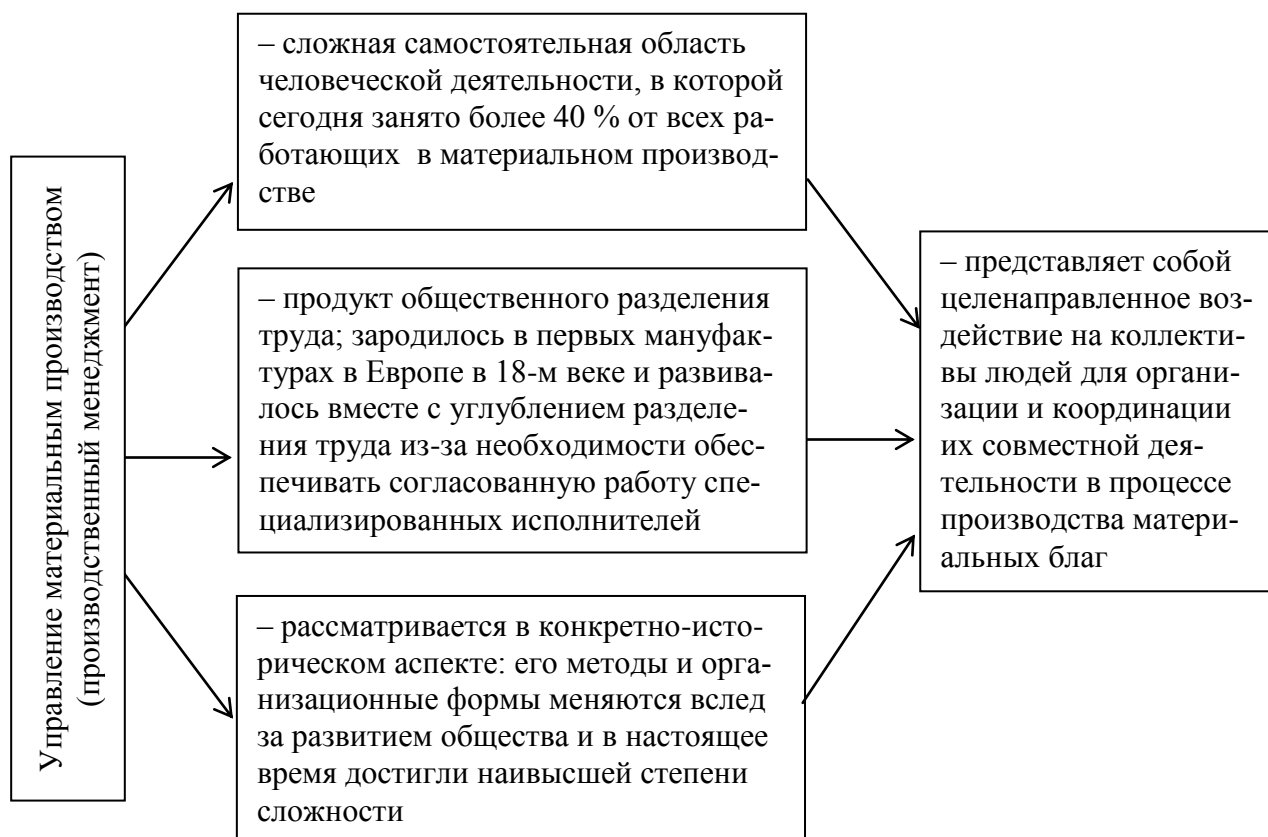 Управление материальным производством
(производственный менеджмент)
– сложная самостоятельная область
человеческой деятельности, в которой
сегодня занято более 40 % от всех ра-
ботающих в материальном производ-
стве
– продукт общественного разделения
труда; зародилось в первых мануфак-
турах в Европе в 18-м веке и развива-
лось вместе с углублением разделе-
ния труда из-за необходимости обес-
печивать согласованную работу спе-
циализированных исполнителей
– рассматривается в конкретно-исто-
рическом аспекте: его методы и орга-
низационные формы меняются вслед
за развитием общества и в настоящее
время достигли наивысшей степени
сложности
– представляет собой
целенаправленное воз-
действие на коллекти-
вы людей для органи-
зации и координации
их совместной дея-
тельности в процессе
производства матери-
альных благ